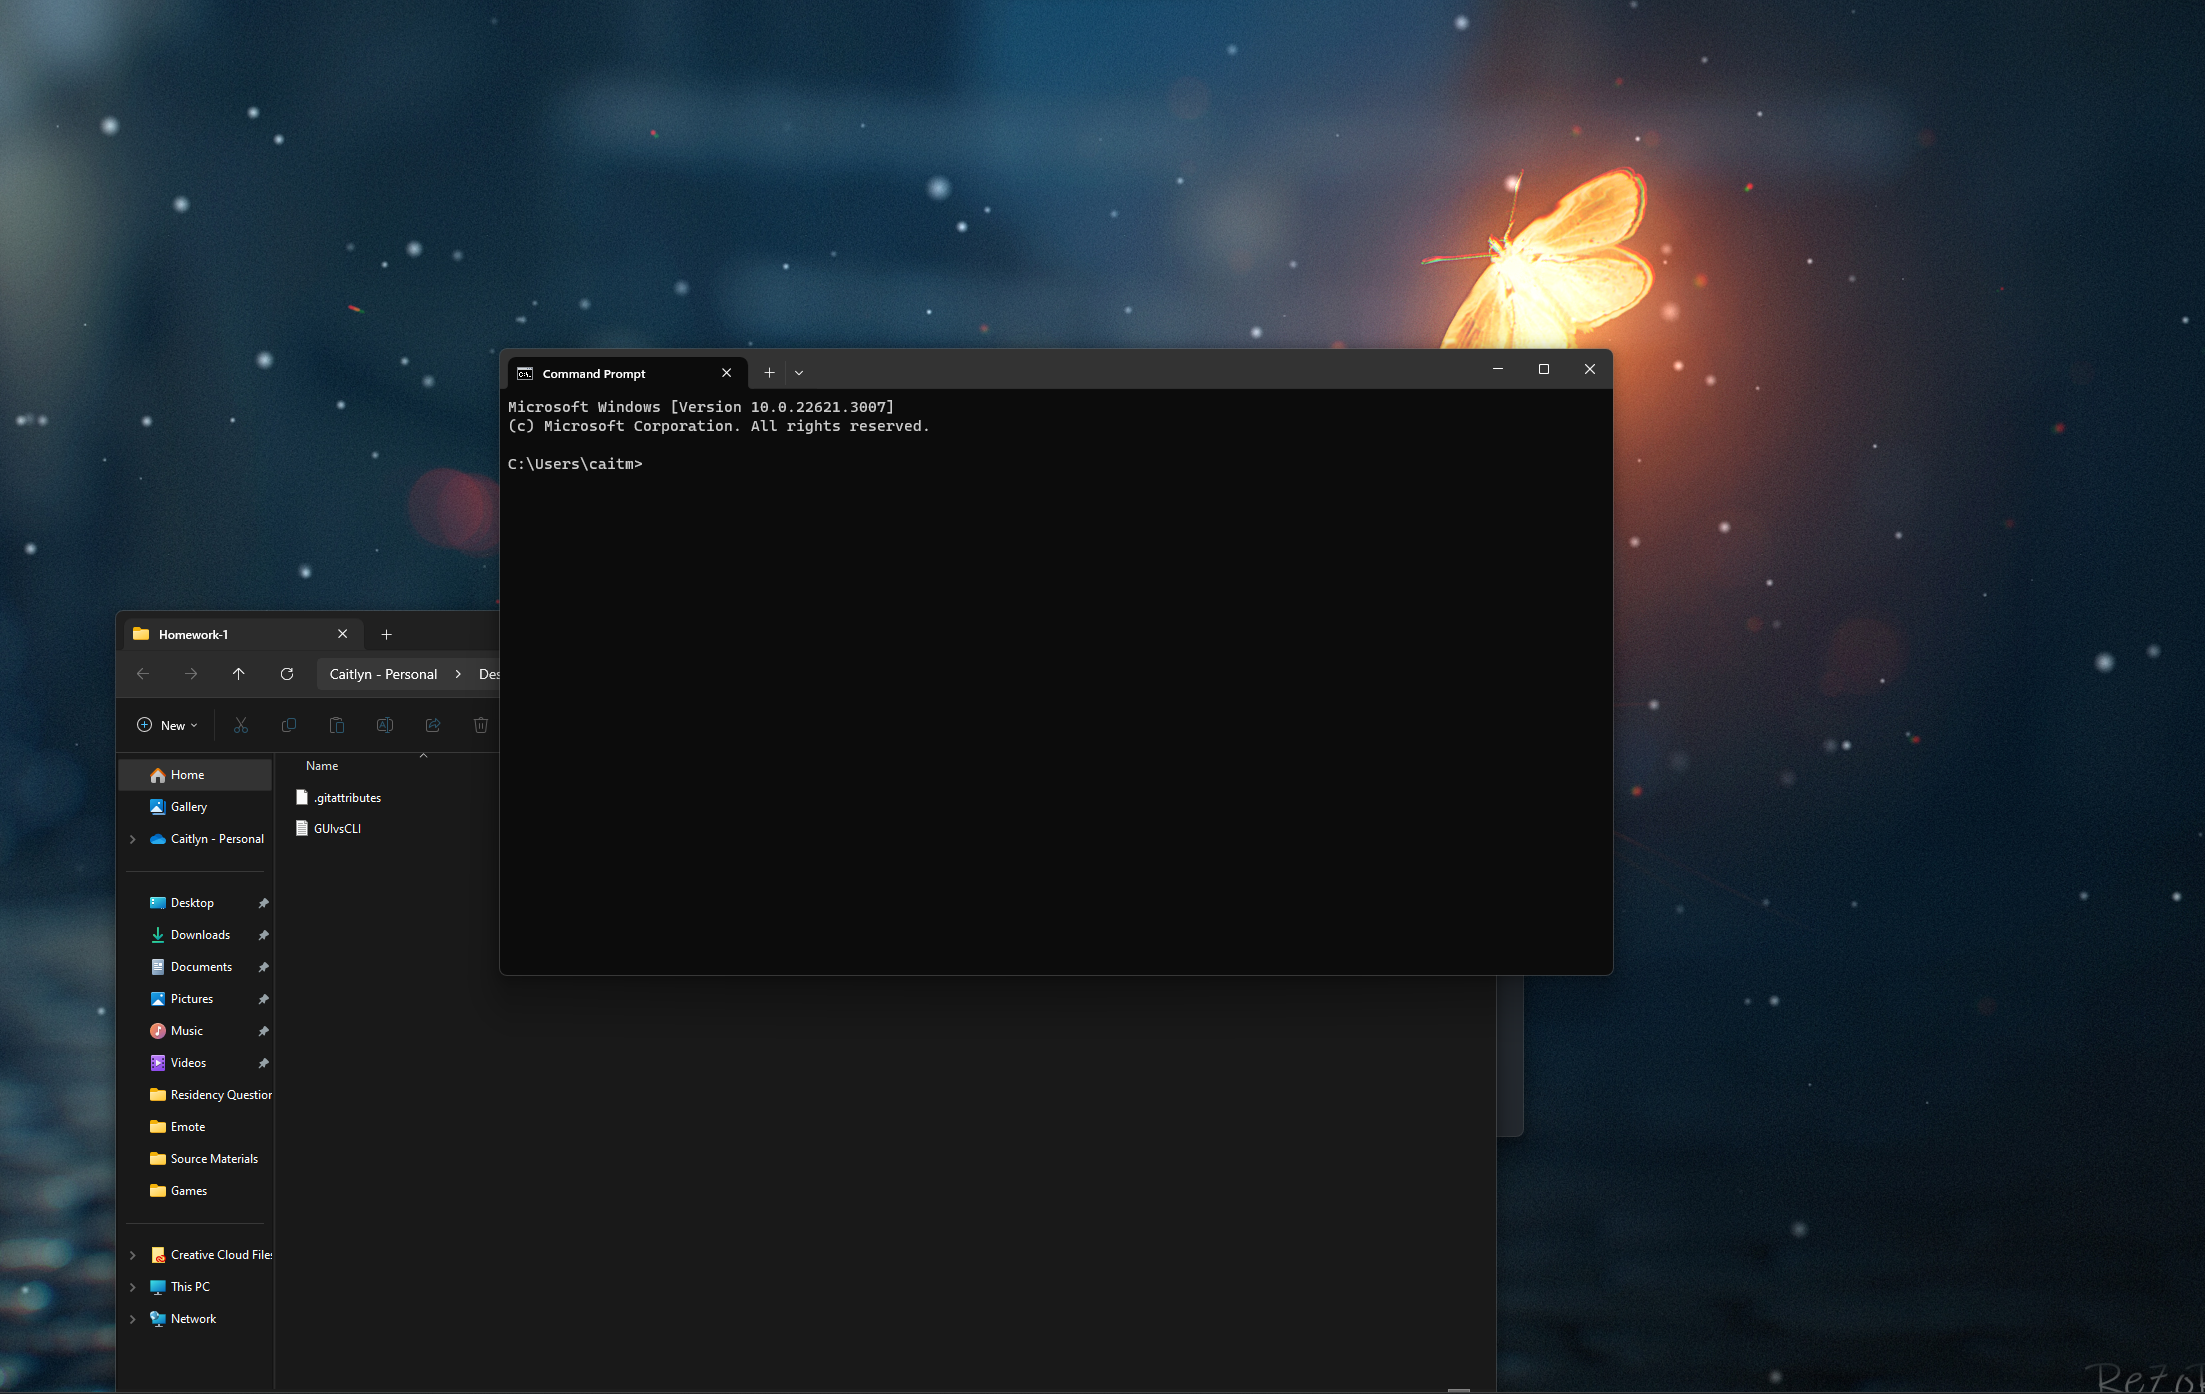 Command Prompt
Microsoft Windows [Version 10.0.22621.3007]
(c) Microsoft Corporation. All rights reserved.
C:\Users\caitm>
Homework-1
Caitlyn - Personal > Des
New
Name
.gitattributes
GUIvsCLI
Home
Gallery
Caitlyn - Personal
Desktop
Downloads
Documents
Pictures
Music
Videos
Residency Question
Emote
Source Materials
Games
Creative Cloud Files
This PC
Network